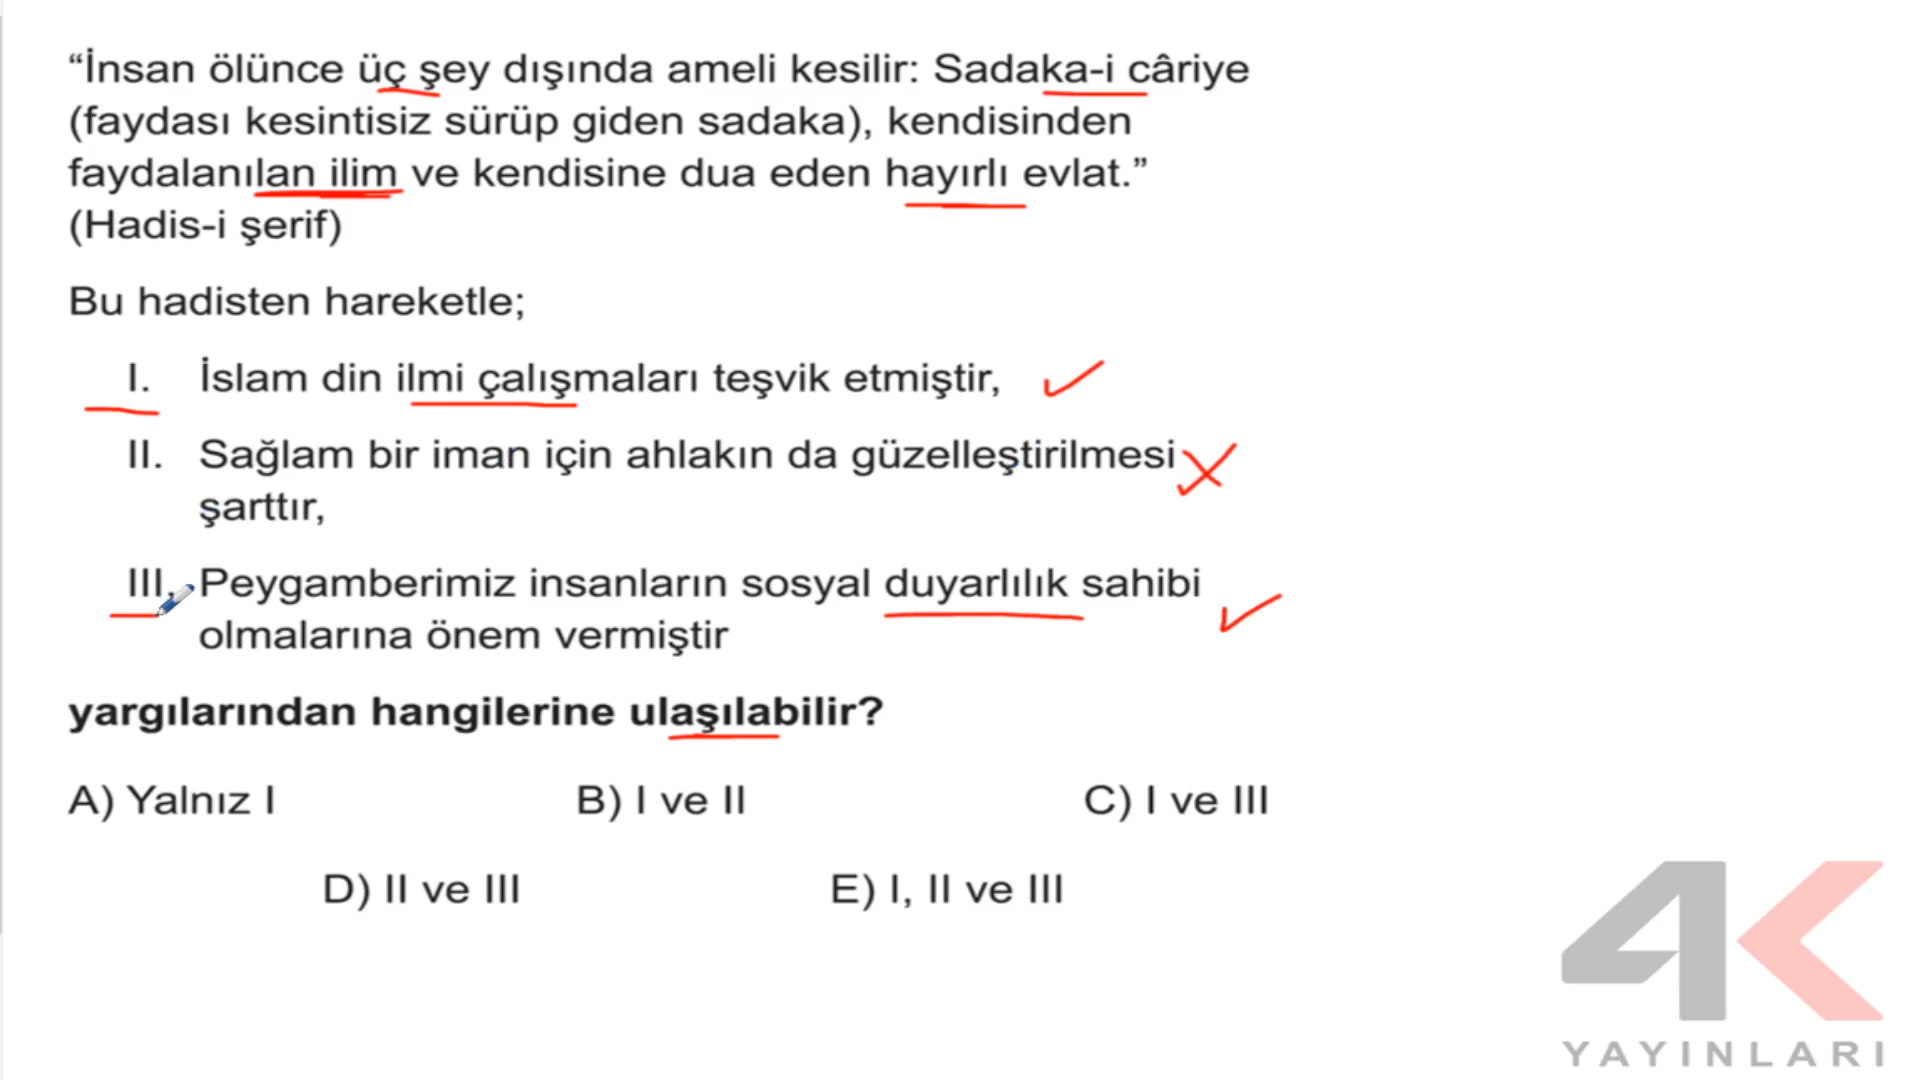 “İnsan ölünce üç şey dışında ameli kesilir: Sadaka-i câriye
(faydası kesintisiz sürüp giden sadaka), kendisinden
faydalanılan ilim ve kendisine dua eden hayırlı evlat.”
(Hadis-i şerif)
Bu hadisten hareketle;
I. İslam din ilmi çalışmaları teşvik etmiştir,
II. Sağlam bir iman için ahlakın da güzelleştirilmesi
şarttır,
III. Peygamberimiz insanların sosyal duyarlılık sahibi
olmalarına önem vermiştir
yargılarından hangilerine ulaşılabilir?
A) Yalnız I B) I ve II C) I ve III
D) II ve III E) I, II ve III
4K
YAYINLARI